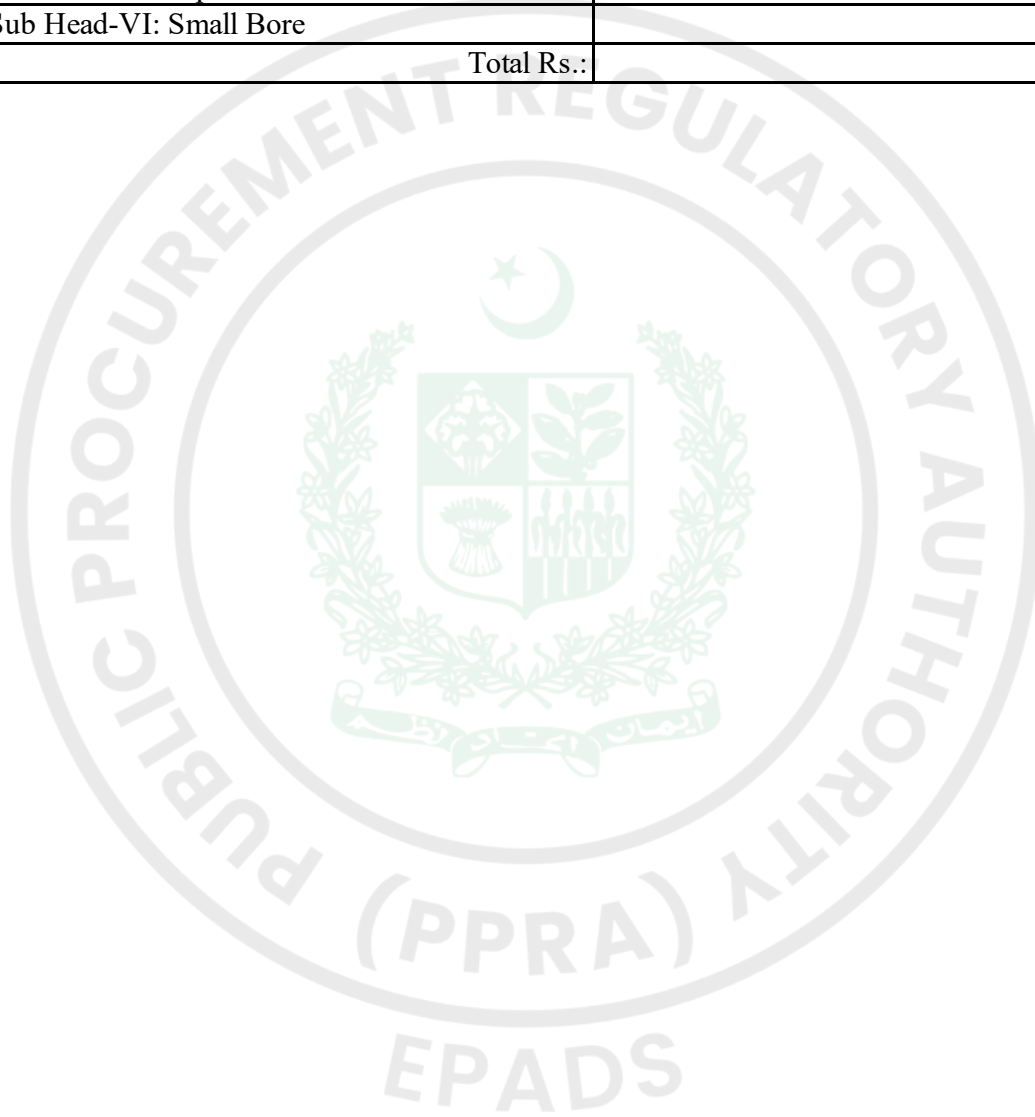 Sub Head-VI: Small Bore
Total Rs.:
PUBLIC PROCUREMENT REGULATORY AUTHORITY
(PPRA)
EPADS